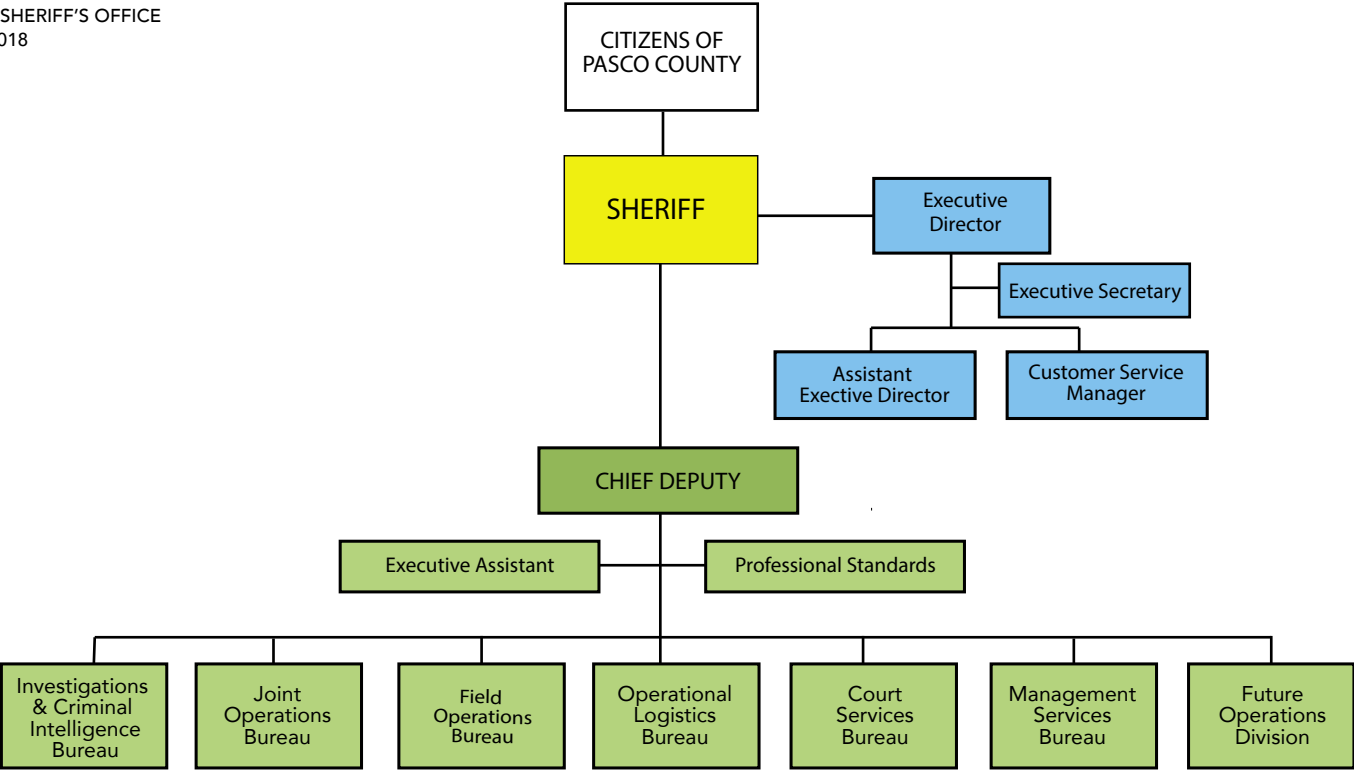 SHERIFF'S OFFICE
018
CITIZENS OF
PASCO COUNTY
SHERIFF
Executive
Director
Executive Secretary
Assistant
Exective Director
Customer Service
Manager
CHIEF DEPUTY
Executive Assistant
Professional Standards
Investigations
& Criminal
Intelligence
Bureau
Joint
Operations
Bureau
Field
Operations
Bureau
Operational
Logistics
Bureau
Court
Services
Bureau
Management
Services
Bureau
Future
Operations
Division